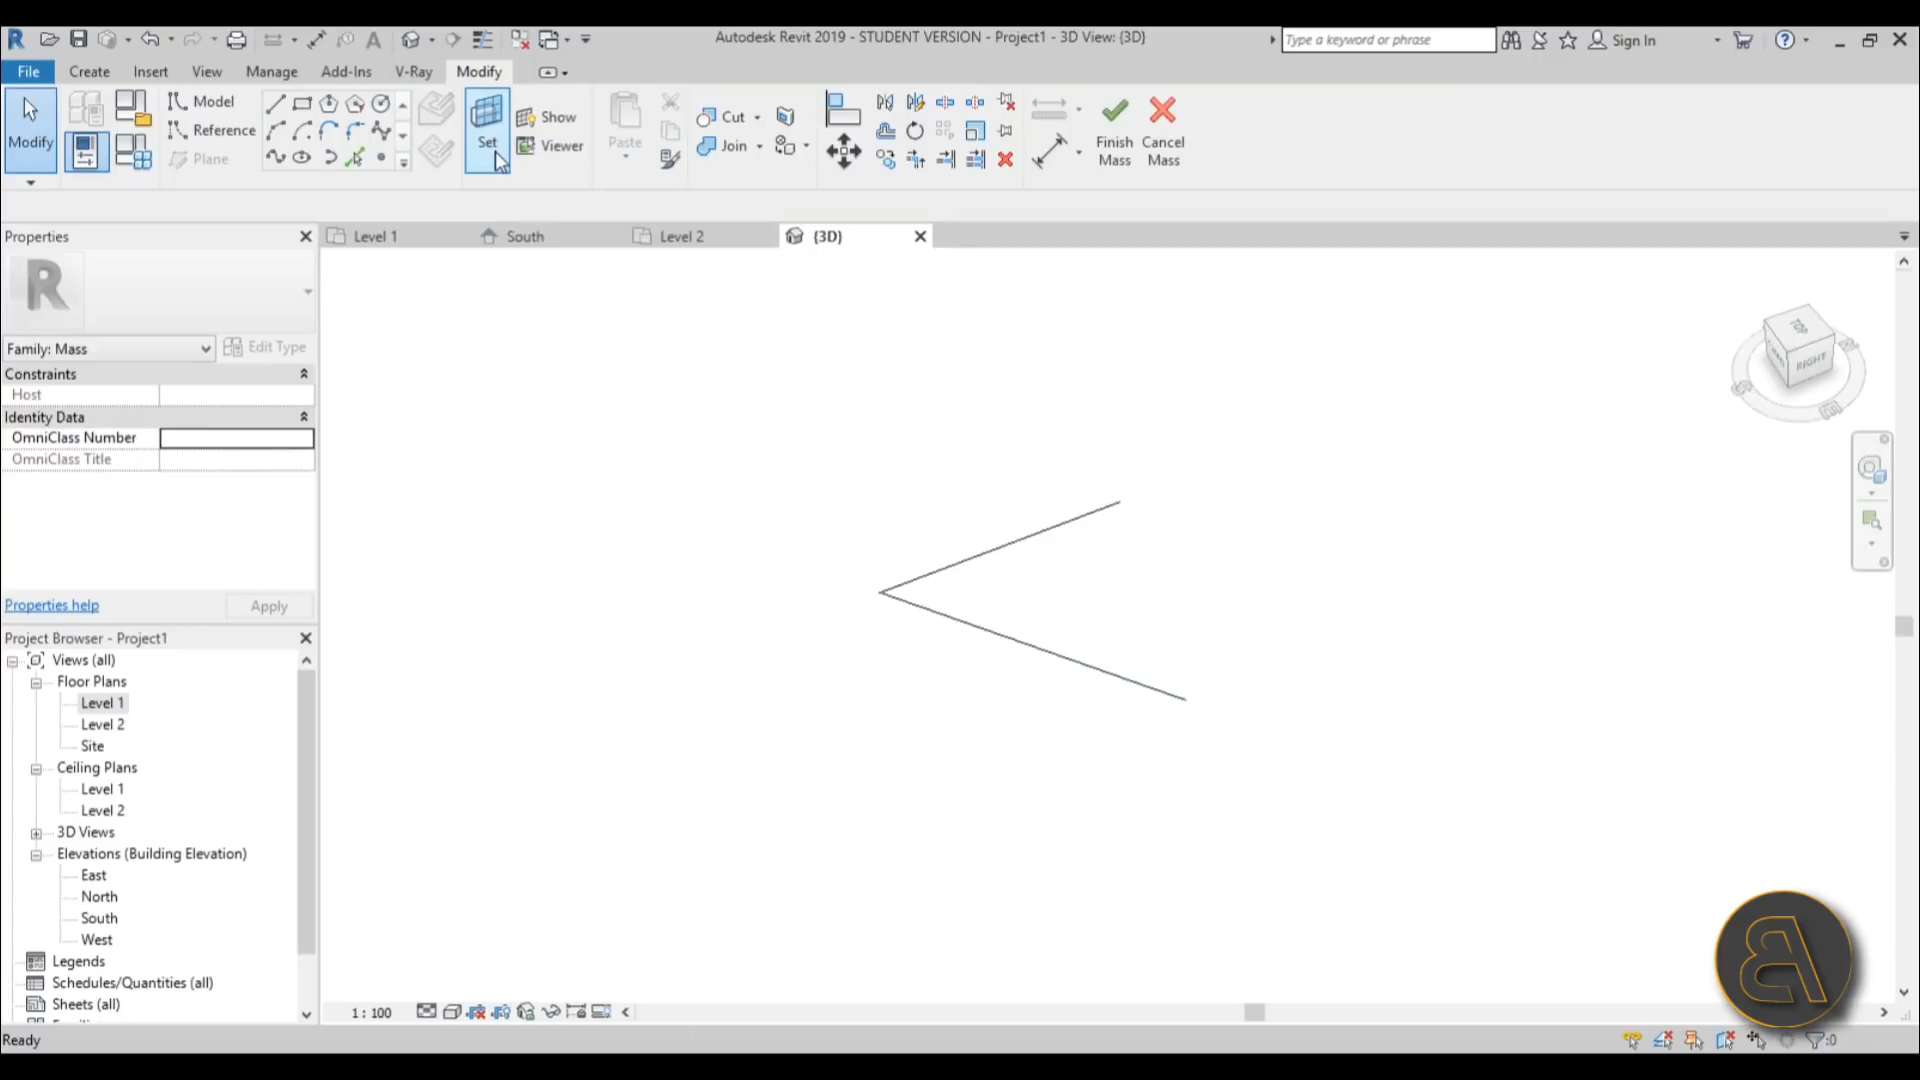 Autodesk Revit 2019 - STUDENT VERSION - Project1 - 3D View: {3D}
Type a keyword or phrase
Sign In
File Create Insert View Manage Add-Ins V-Ray Modify
Modify
Model
Reference
Plane
Set
Show
Viewer
Paste
Cut
Join
Finish Mass
Cancel Mass
Properties
Level 1
South
Level 2
{3D}
R
Family: Mass
Edit Type
Constraints
Host
Identity Data
OmniClass Number
OmniClass Title
Properties help
Apply
TOP
RIGHT
Project Browser - Project1
Views (all)
Floor Plans
Level 1
Level 2
Site
Ceiling Plans
Level 1
Level 2
3D Views
Elevations (Building Elevation)
East
North
South
West
Legends
Schedules/Quantities (all)
Sheets (all)
1 : 100
Ready
:0